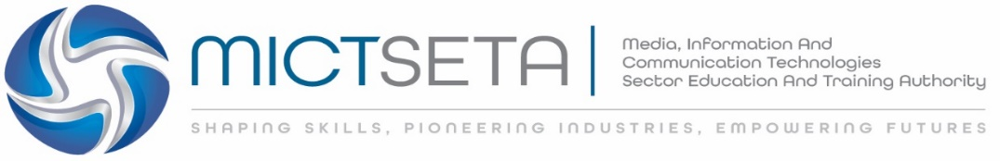 MICTSETA
Media, Information And
Communication Technologies
Sector Education And Training Authority
SHAPING SKILLS, PIONEERING INDUSTRIES, EMPOWERING FUTURES